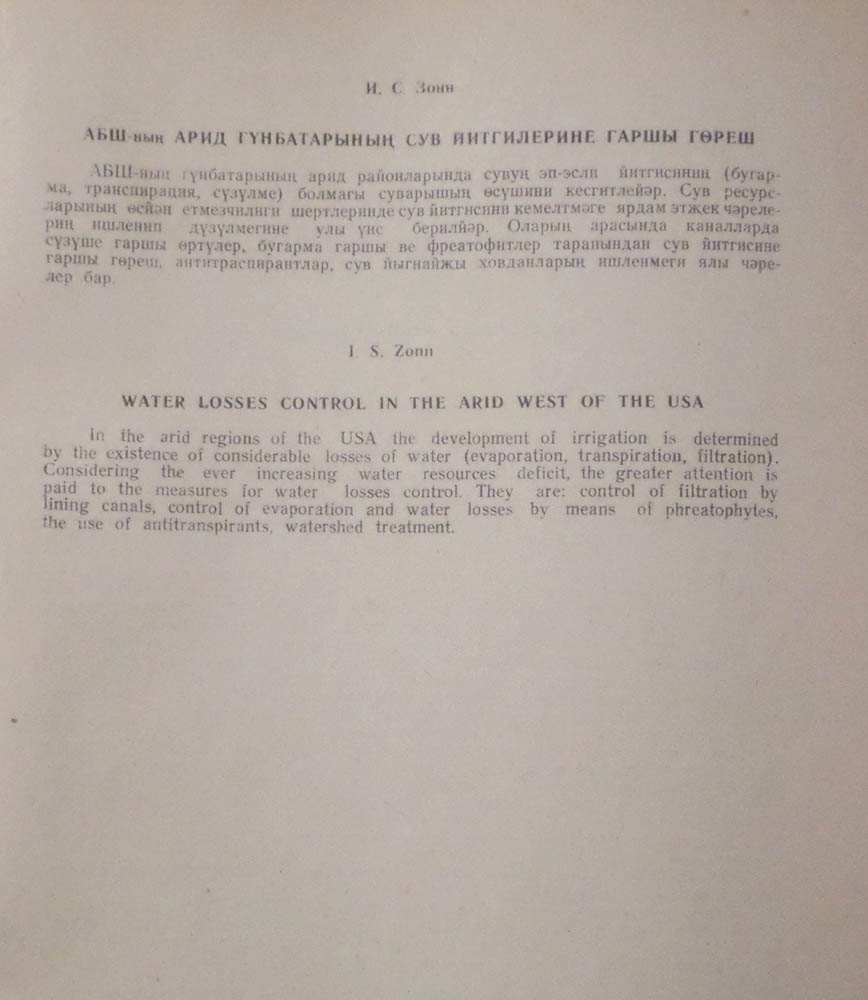 И. С. Зонн
АБШ-ның АРИД ГҮНБАТАРЫНЫҢ СУВ ЙИТГИЛЕРИНЕ ГАРШЫ ГӨРЕШ
АБШ-ның гүнбатарының арид районларында сувуң эп-эсли йитгисиниң (бугар-
ма, транспирация, сүзүлме) болмагы суварышың өсүшини кесгитлейәр. Сув ресурс-
ларының өсйән етмезчилиги шертлеринде сув йитгисини кемелтмәге ярдам этжек чәреле-
риң ишленип дүзүлмегине улы үнс берилйәр. Оларың арасында каналларда
сүзүше гаршы өртүлер, бугарма гаршы ве фреатофитлер тарапындан сув йитгисине
гаршы гөреш, антитраспирантлар, сув йыгнайжы ховданларың ишленмеги ялы чәре-
лер бар.
I. S. Zonn
WATER LOSSES CONTROL IN THE ARID WEST OF THE USA
In the arid regions of the USA the development of irrigation is determined
by the existence of considerable losses of water (evaporation, transpiration, filtration).
Considering the ever increasing water resources deficit, the greater attention is
paid to the measures for water losses control. They are: control of filtration by
lining canals, control of evaporation and water losses by means of phreatophytes,
the use of antitranspirants, watershed treatment.